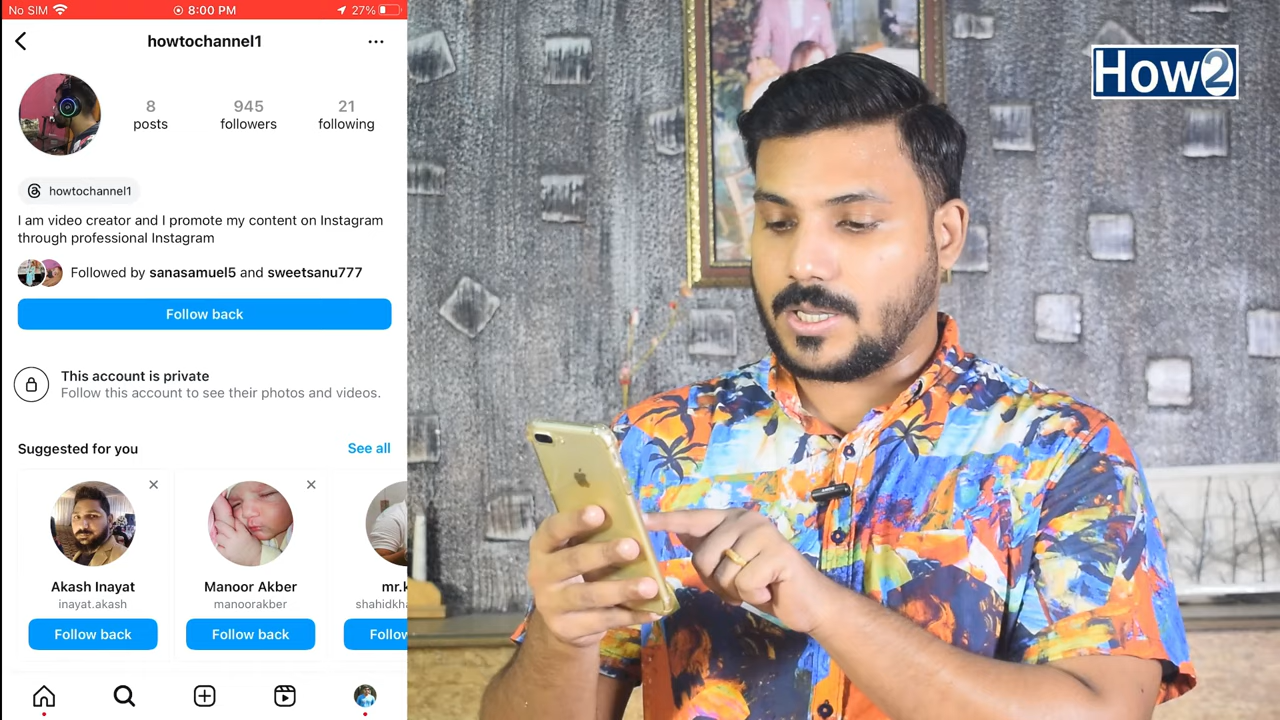 No SIM 8:00 PM 27%
howtochannel1
8 945 21
posts followers following
howtochannel1
I am video creator and I promote my content on Instagram
through professional Instagram
Followed by sanasamuel5 and sweetsanu777
Follow back
This account is private
Follow this account to see their photos and videos.
Suggested for you See all
Akash Inayat Manoor Akber mr.k
inayat.akash manoorakber shahidkha
Follow back Follow back Follow
How2